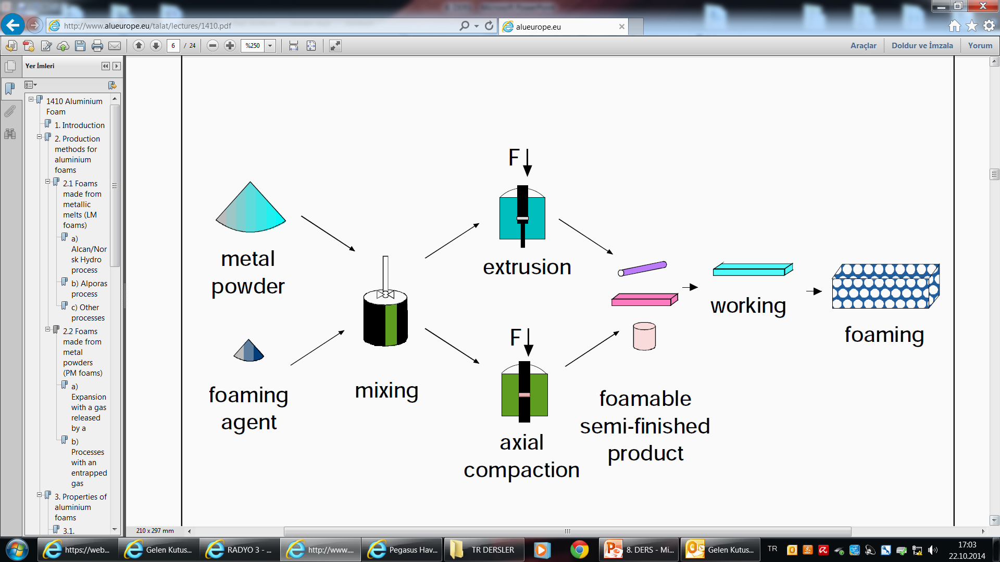 http://www.alueurope.eu/talat/lectures/1410.pdf
alueurope.eu
6 / 24
%250
Araçlar
Doldur ve İmzala
Yorum
Yer İmleri
1410 Aluminium
Foam
1. Introduction
2. Production
methods for
aluminium
foams
2.1 Foams
made from
metallic
melts (LM
foams)
a)
Alcan/Nor
sk Hydro
process
b) Alporas
process
c) Other
processes
2.2 Foams
made from
metal
powders
(PM foams)
a)
Expansion
with a gas
released
by a
b)
Processes
with an
entrapped
gas
3. Properties of
aluminium
foams
3.1.
F
metal
powder
extrusion
working
foaming
F
foaming
agent
mixing
axial
compaction
foamable
semi-finished
product
210 x 297 mm
https://web...
Gelen Kutus...
RADYO 3 - ...
http://www....
Pegasus Hav...
TR DERSLER
8. DERS - Mi...
Gelen Kutus...
TR
17:03
22.10.2014